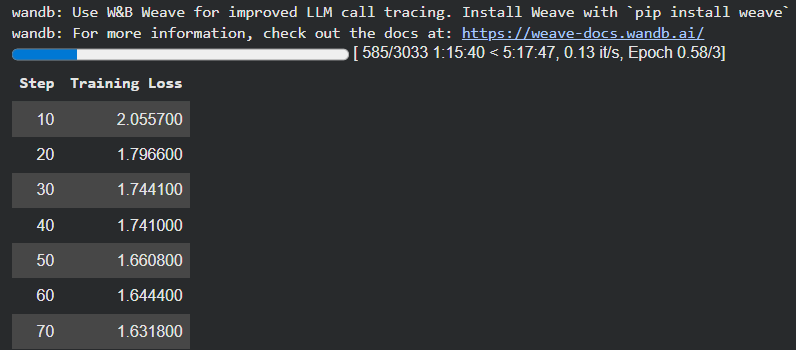 wandb: Use W&B Weave for improved LLM call tracing. Install Weave with `pip install weave`
wandb: For more information, check out the docs at: https://weave-docs.wandb.ai/
[ 585/3033 1:15:40 < 5:17:47, 0.13 it/s, Epoch 0.58/3]
Step Training Loss
10 2.055700
20 1.796600
30 1.744100
40 1.741000
50 1.660800
60 1.644400
70 1.631800